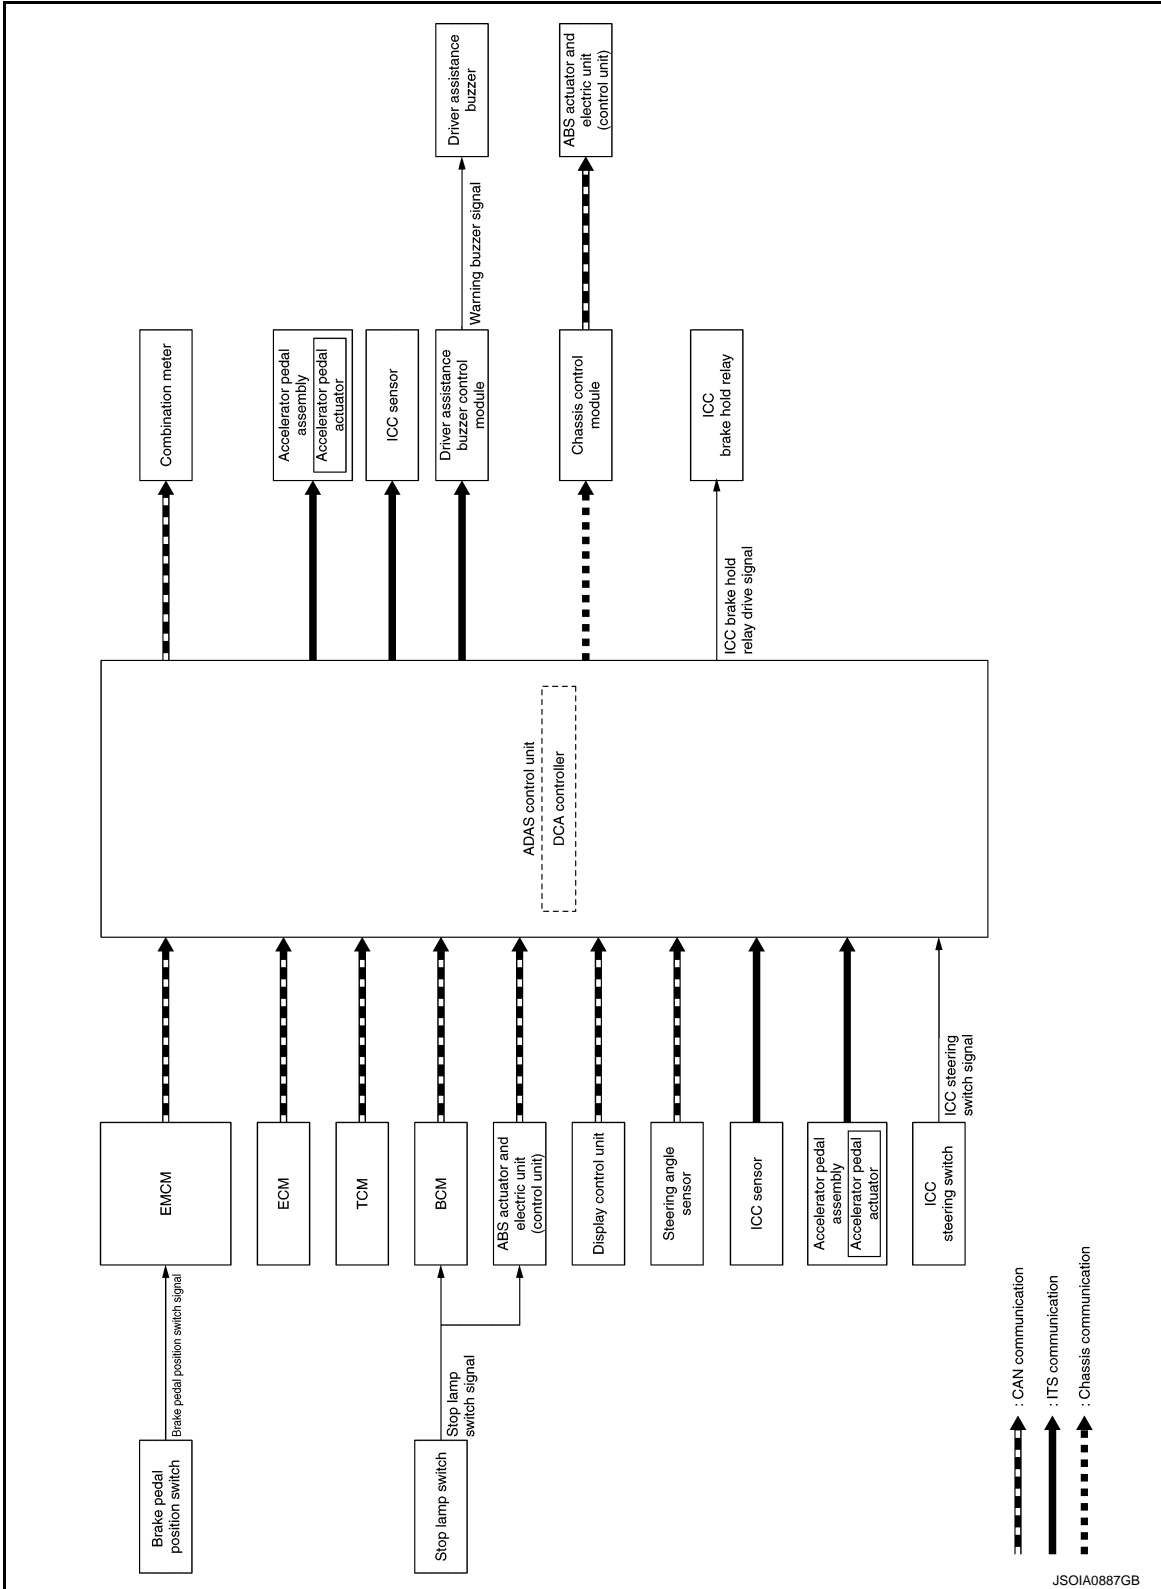 Brake pedal
position switch
Brake pedal position switch signal
Stop lamp switch
Stop lamp
switch signal
EMCM
ECM
TCM
BCM
ABS actuator and
electric unit
(control unit)
Display control unit
Steering angle
sensor
ICC sensor
Accelerator pedal
assembly
Accelerator pedal
actuator
ICC
steering switch
ICC steering
switch signal
ADAS control unit
DCA controller
Combination meter
Accelerator pedal
assembly
Accelerator pedal
actuator
ICC sensor
Driver assistance
buzzer control
module
Warning buzzer signal
Driver assistance
buzzer
Chassis control
module
ABS actuator and
electric unit
(control unit)
ICC brake hold
relay drive signal
ICC
brake hold relay
: CAN communication
: ITS communication
: Chassis communication
JSOIA0887GB